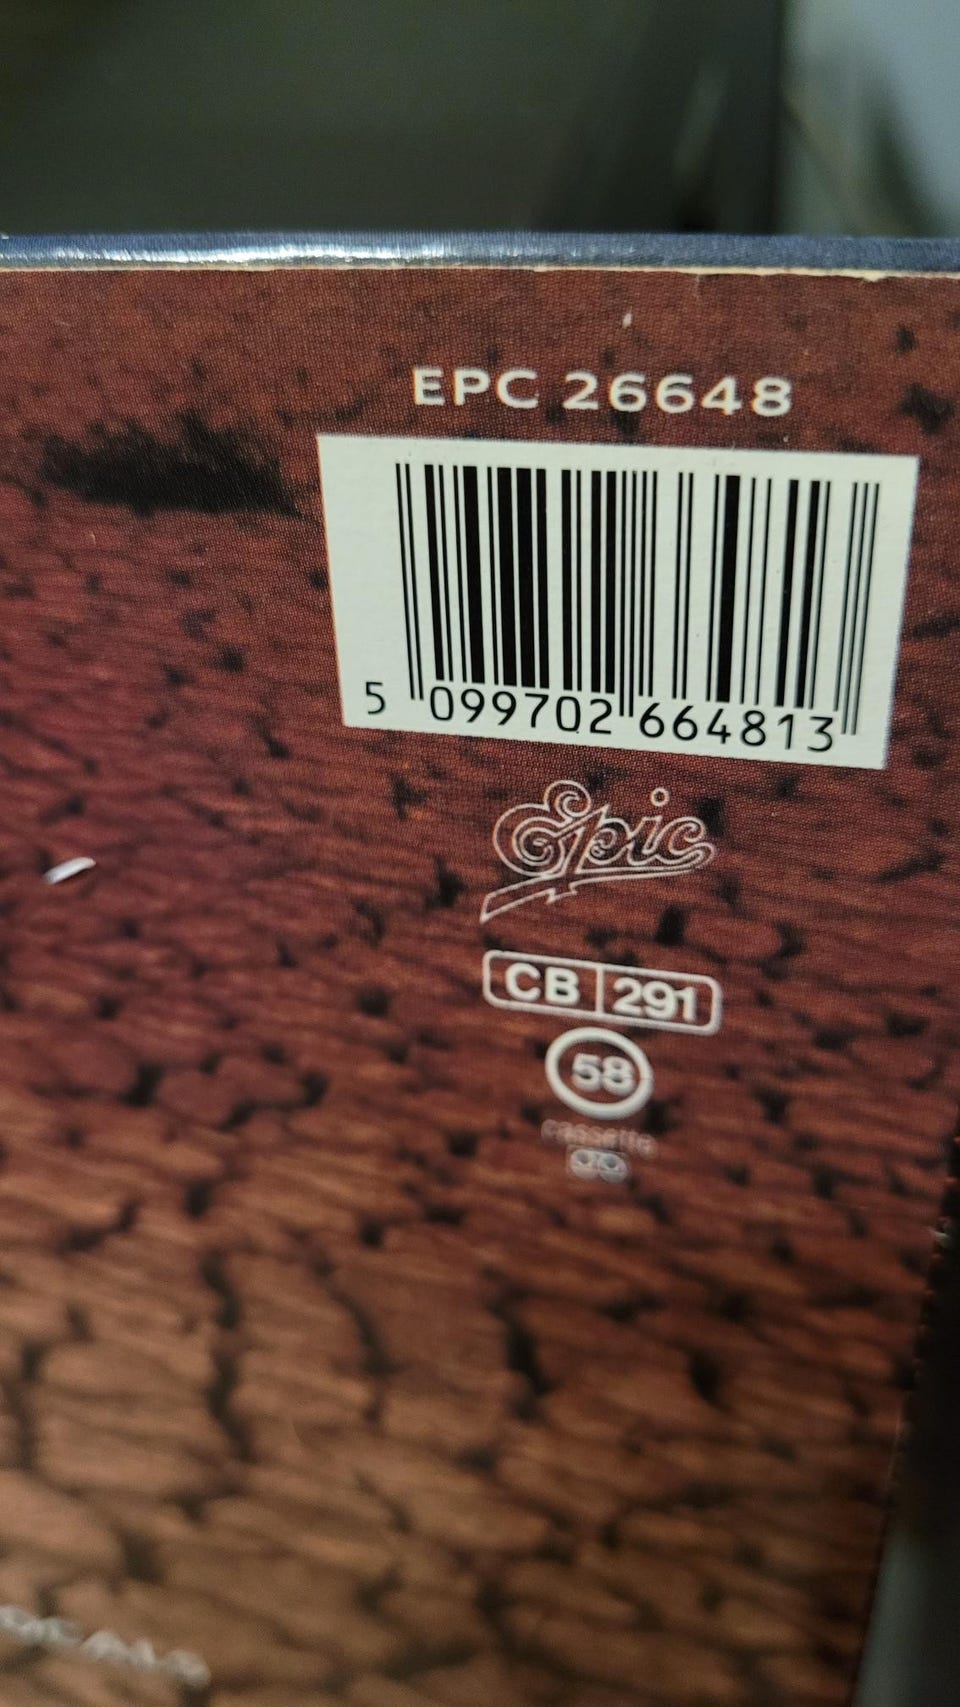 EPC 26648
5 099702 664813
Epic
CB 291
58
cassette